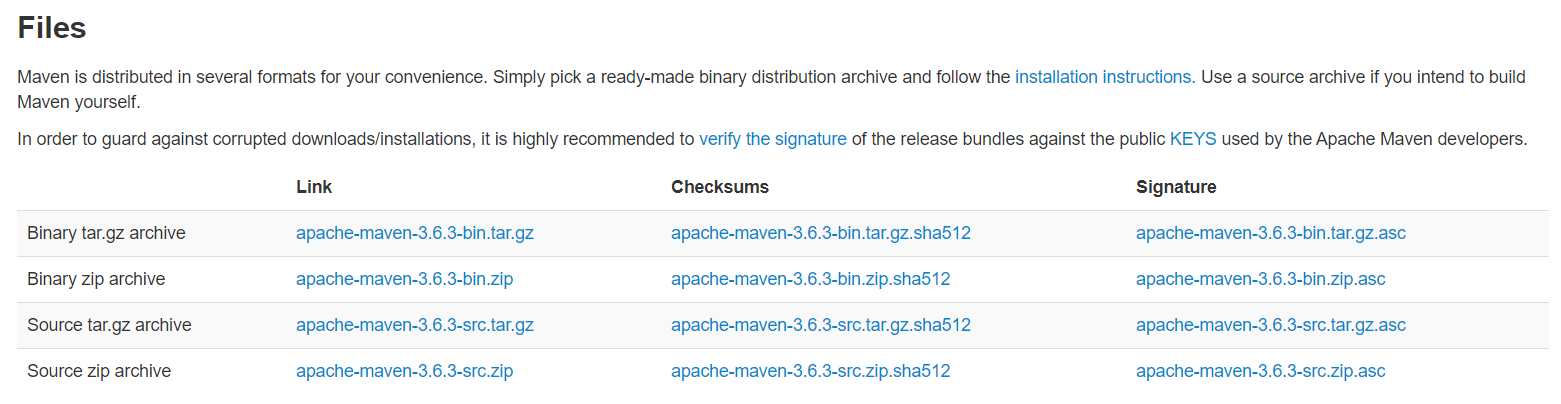 Files
Maven is distributed in several formats for your convenience. Simply pick a ready-made binary distribution archive and follow the installation instructions. Use a source archive if you intend to build
Maven yourself.
In order to guard against corrupted downloads/installations, it is highly recommended to verify the signature of the release bundles against the public KEYS used by the Apache Maven developers.
Link Checksums Signature
Binary tar.gz archive apache-maven-3.6.3-bin.tar.gz apache-maven-3.6.3-bin.tar.gz.sha512 apache-maven-3.6.3-bin.tar.gz.asc
Binary zip archive apache-maven-3.6.3-bin.zip apache-maven-3.6.3-bin.zip.sha512 apache-maven-3.6.3-bin.zip.asc
Source tar.gz archive apache-maven-3.6.3-src.tar.gz apache-maven-3.6.3-src.tar.gz.sha512 apache-maven-3.6.3-src.tar.gz.asc
Source zip archive apache-maven-3.6.3-src.zip apache-maven-3.6.3-src.zip.sha512 apache-maven-3.6.3-src.zip.asc